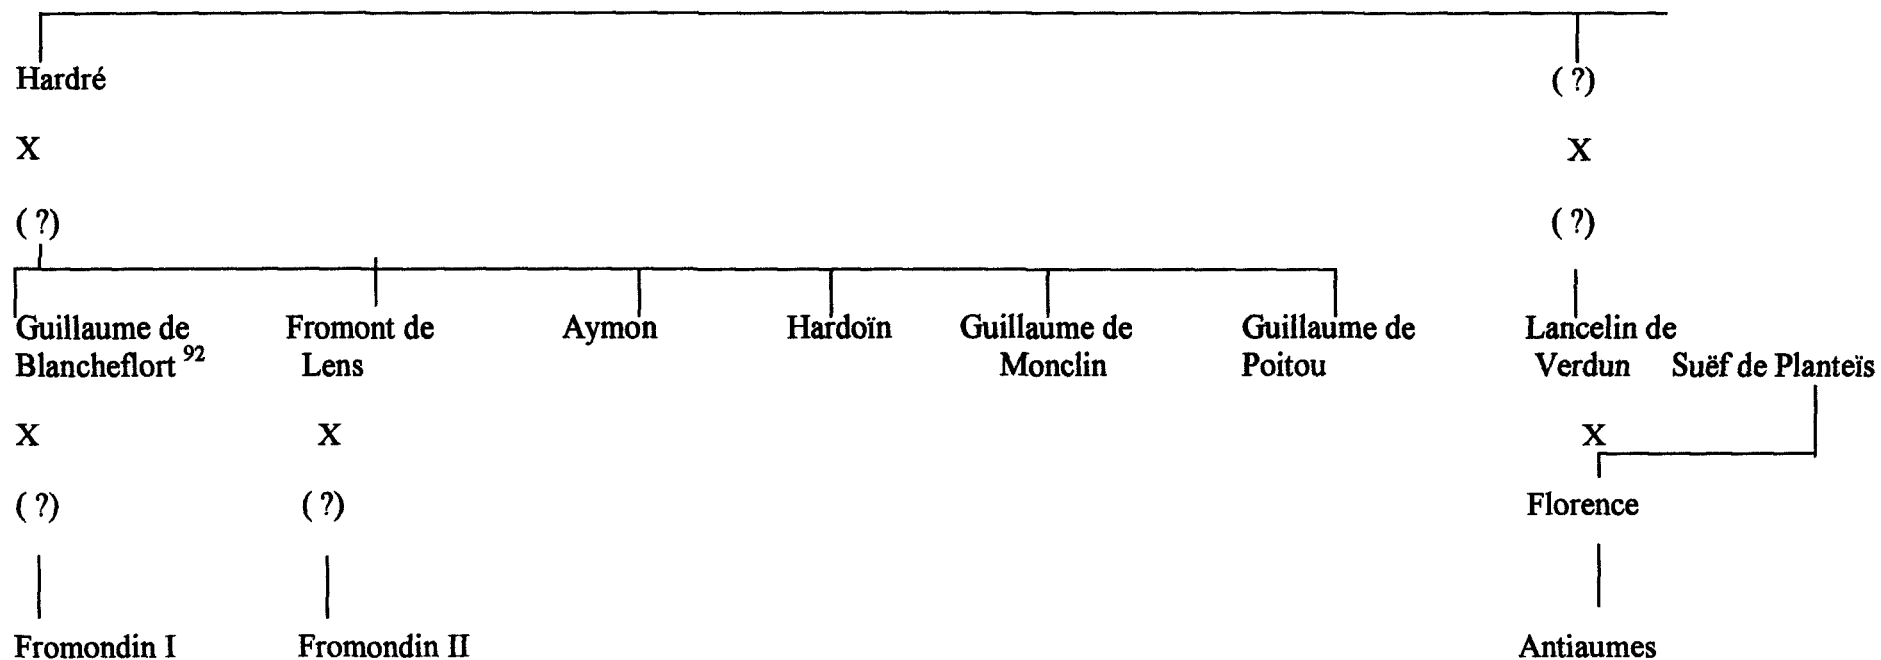 Hardré ( ?)
X X
( ?) ( ?)
Guillaume de Fromont de Aymon Hardoïn Guillaume de Guillaume de Lancelin de
Blancheflort 92 Lens Monclin Poitou Verdun Suëf de Planteïs
X X X
( ?) ( ?) Florence
Fromondin I Fromondin II Antiaumes